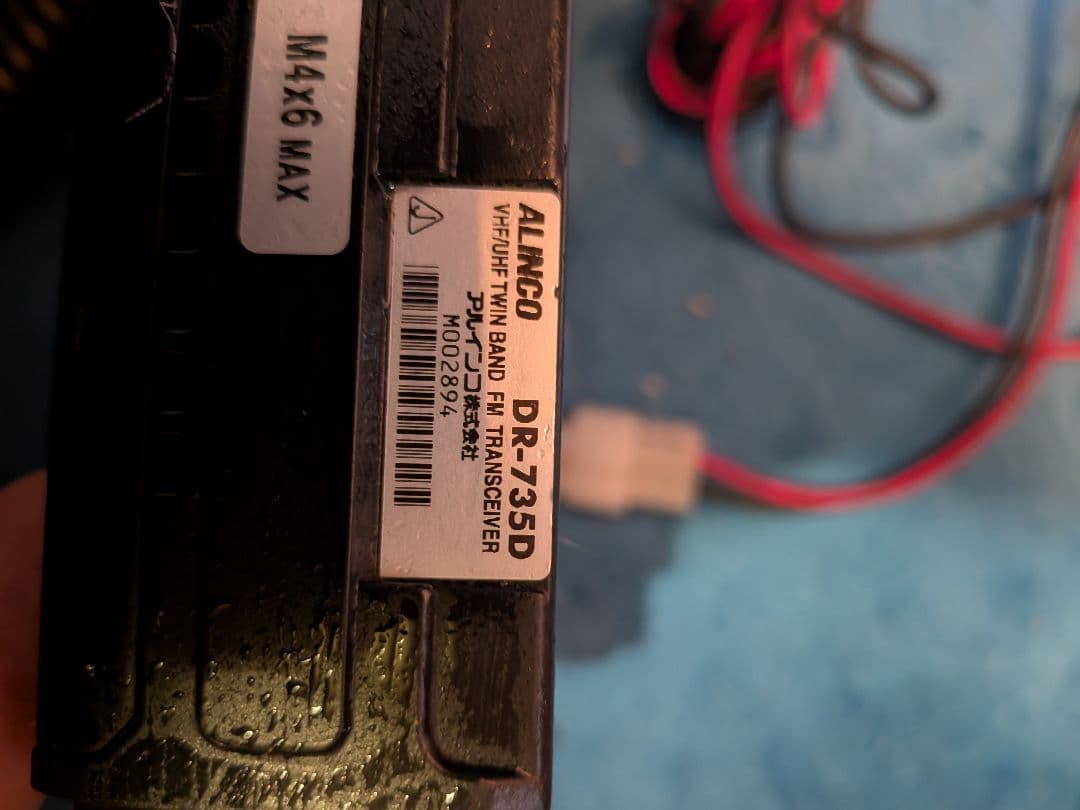 M4x6 MAX
ALINCO DR-735D
VHF/UHF TWIN BAND FM TRANSCEIVER
アルインコ株式会社
M002894